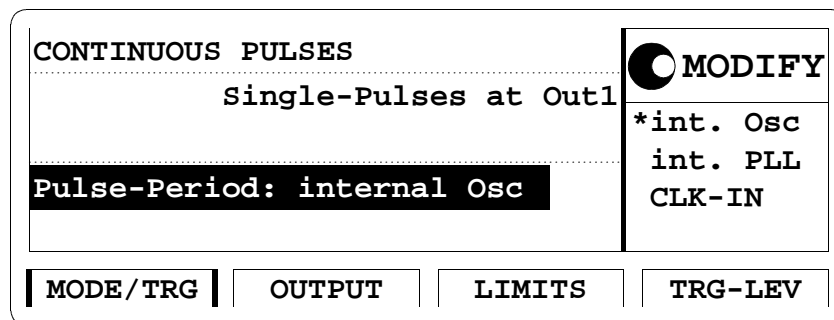 CONTINUOUS PULSES
Single-Pulses at Out1
Pulse-Period: internal Osc
MODIFY
*int. Osc
int. PLL
CLK-IN
MODE/TRG
OUTPUT
LIMITS
TRG-LEV